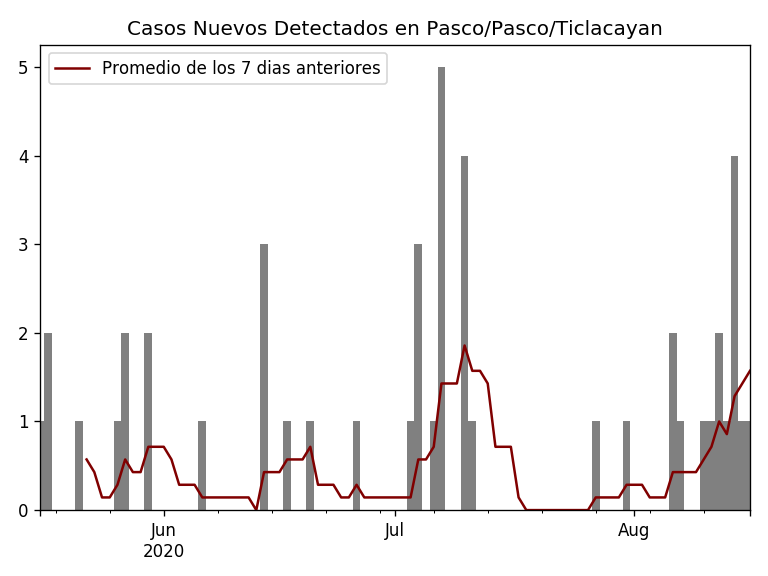 Casos Nuevos Detectados en Pasco/Pasco/Ticlacayan
Promedio de los 7 dias anteriores
5
4
3
2
1
0
Jun
2020
Jul
Aug